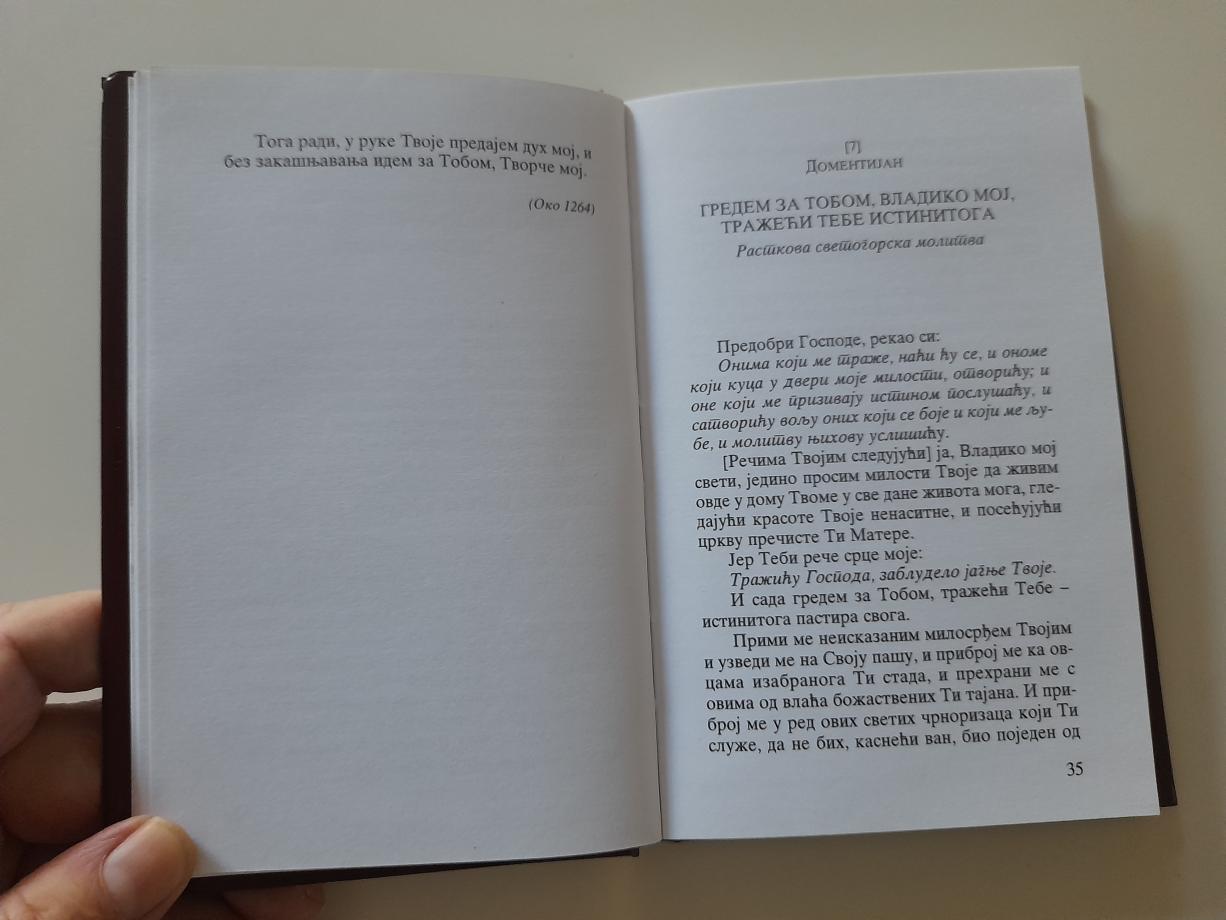 Тога ради, у руке Твоје предајем дух мој, и
без закашњавања идем за Тобом, Творче мој.
(Око 1264)
[7]
Доментијан
ГРЕДЕМ ЗА ТОБОМ, ВЛАДИКО МОЈ,
ТРАЖЕЋИ ТЕБЕ ИСТИНИТОГА
Расткова светогорска молитва
Предобри Господе, рекао си:
Онима који ме траже, наћи ћу се, и ономе
који куца у двери моје милости, отворићу; и
оне који ме призивају истином послушаћу, и
сатворићу вољу оних који се боје и који ме љу-
бе, и молитву њихову услишићу.
[Речима Твојим следујући] ја, Владико мој
свети, једино просим милости Твоје да живим
овде у дому Твоме у све дане живота мога, гле-
дајући красоте Твоје ненаситне, и посећујући
цркву пречисте Ти Матере.
Јер Теби рече срце моје:
Тражићу Господа, заблудело јагње Твоје.
И сада гредем за Тобом, тражећи Тебе –
истинитога пастира свога.
Прими ме неисказаним милосрђем Твојим
и узведи ме на Своју пашу, и приброј ме ка ов-
цама изабранога Ти стада, и прехрани ме с
овима од влаћа божаствених Ти тајана. И при-
број ме у ред ових светих чрноризаца који Ти
служе, да не бих, каснећи ван, био поједен од
35